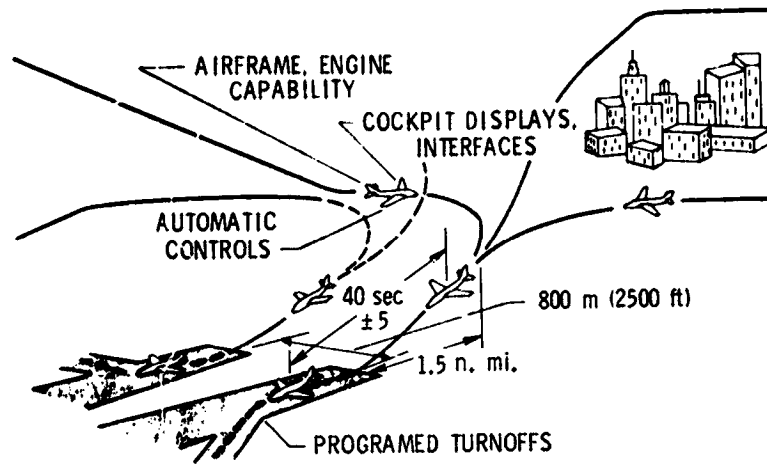 AIRFRAME, ENGINE
CAPABILITY
COCKPIT DISPLAYS,
INTERFACES
AUTOMATIC
CONTROLS
40 sec
±5
800 m (2500 ft)
1.5 n. mi.
PROGRAMED TURNOFFS